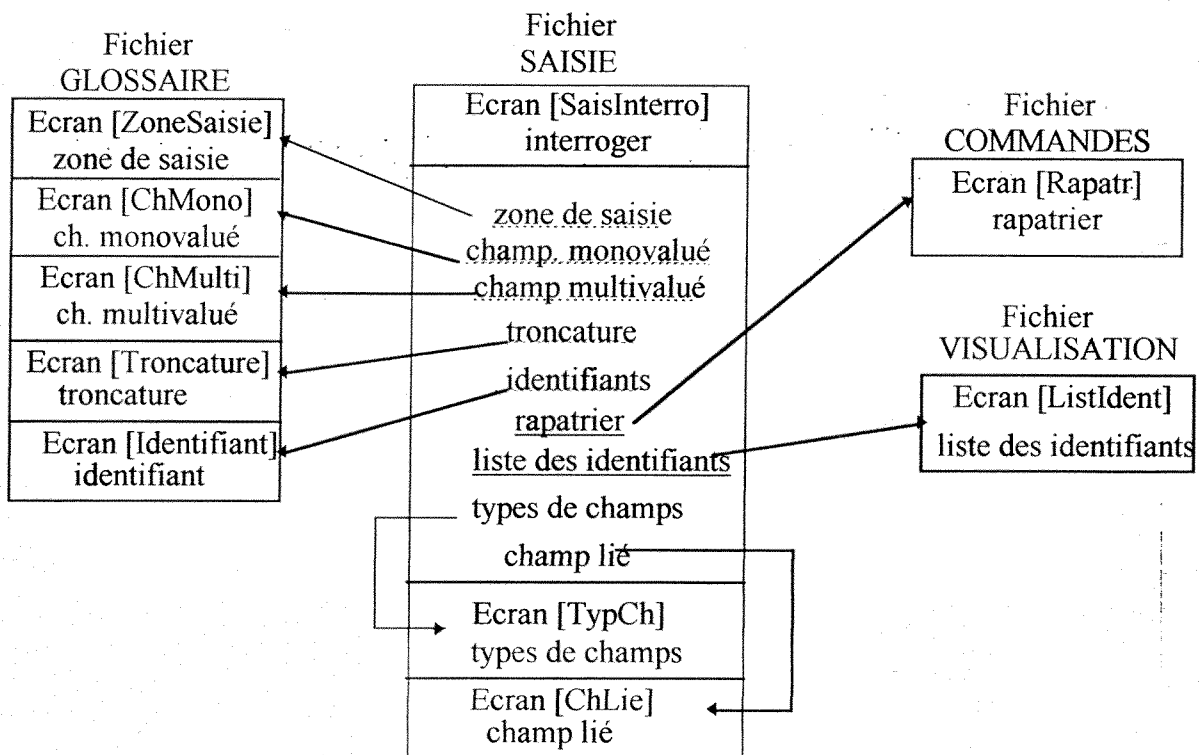 Fichier
GLOSSAIRE
Ecran [ZoneSaisie]
zone de saisie
Ecran [ChMono]
ch. monovalué
Ecran [ChMulti]
ch. multivalué
Ecran [Troncature]
troncature
Ecran [Identifiant]
identifiant
Fichier
SAISIE
Ecran [SaisInterro]
interroger
zone de saisie
champ. monovalué
champ multivalué
troncature
identifiants
rapatrier
liste des identifiants
types de champs
champ lié
Ecran [TypCh]
types de champs
Ecran [ChLie]
champ lié
Fichier
COMMANDES
Ecran [Rapatr]
rapatrier
Fichier
VISUALISATION
Ecran [ListIdent]
liste des identifiants